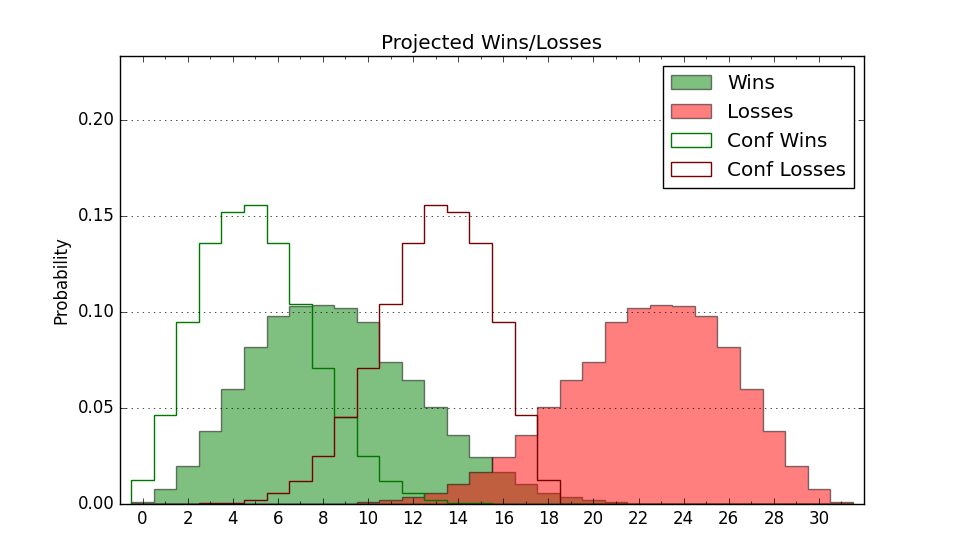 Projected Wins/Losses
Wins
Losses
Conf Wins
Conf Losses
Probability
0.20
0.15
0.10
0.05
0.00
0 2 4 6 8 10 12 14 16 18 20 22 24 26 28 30